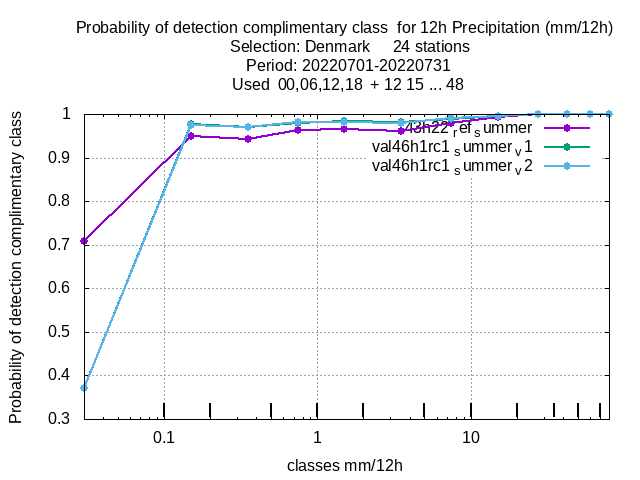 Probability of detection complimentary class  for 12h Precipitation (mm/12h)
Selection: Denmark     24 stations
Period: 20220701-20220731
Used  00,06,12,18  + 12 15 ... 48
Probability of detection complimentary class
1
0.9
0.8
0.7
0.6
0.5
0.4
0.3
43h22_ref_summer
val46h1rc1_summer_v1
val46h1rc1_summer_v2
0.1
1
10
classes mm/12h